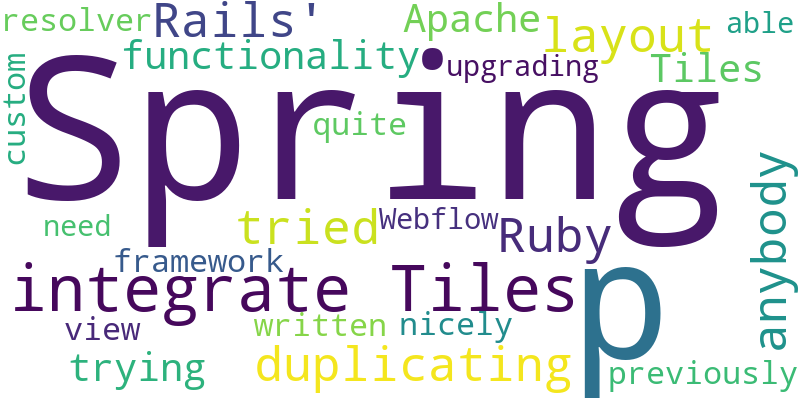 resolver Rails' Apache layout able
functionality upgrading Tiles
custom
Spring
quite
need tried Webflow Ruby
anybody
framework
integrate Tiles p
view written nicely
trying duplicating previously